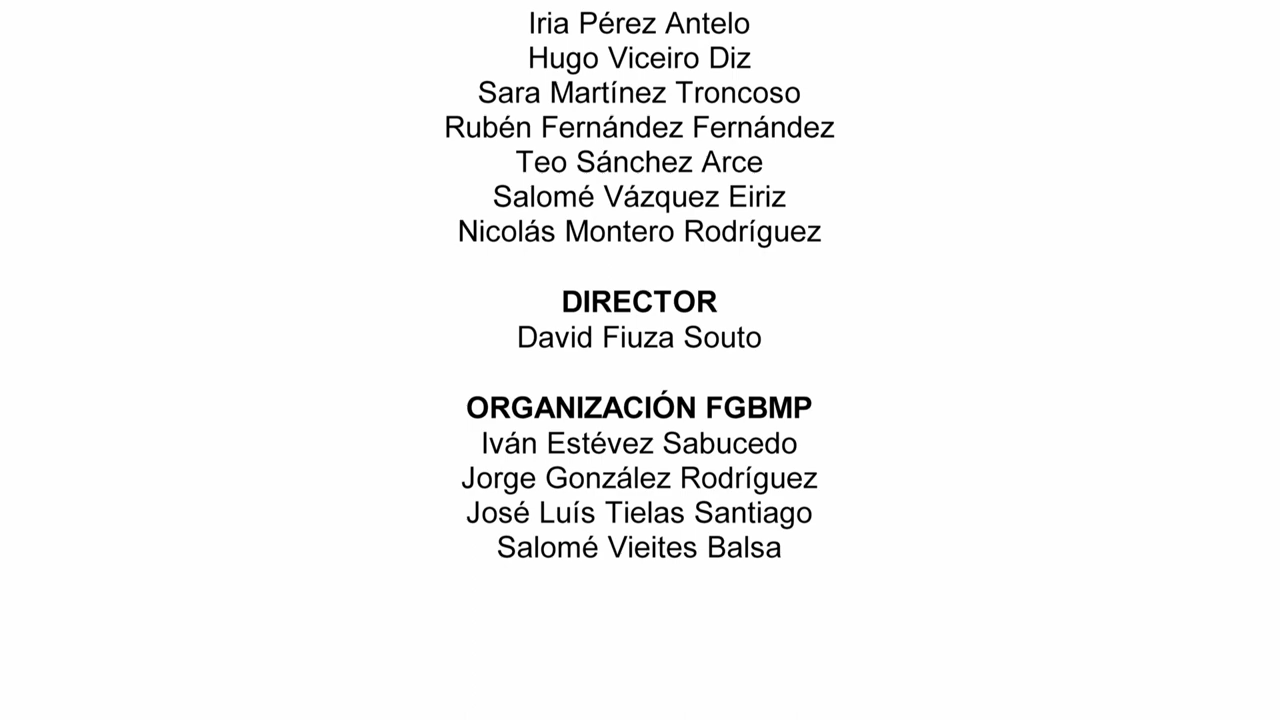 Iria Pérez Antelo
Hugo Viceiro Diz
Sara Martínez Troncoso
Rubén Fernández Fernández
Teo Sánchez Arce
Salomé Vázquez Eiriz
Nicolás Montero Rodríguez
DIRECTOR
David Fiuza Souto
ORGANIZACIÓN FGBMP
Iván Estévez Sabucedo
Jorge González Rodríguez
José Luís Tielas Santiago
Salomé Vieites Balsa